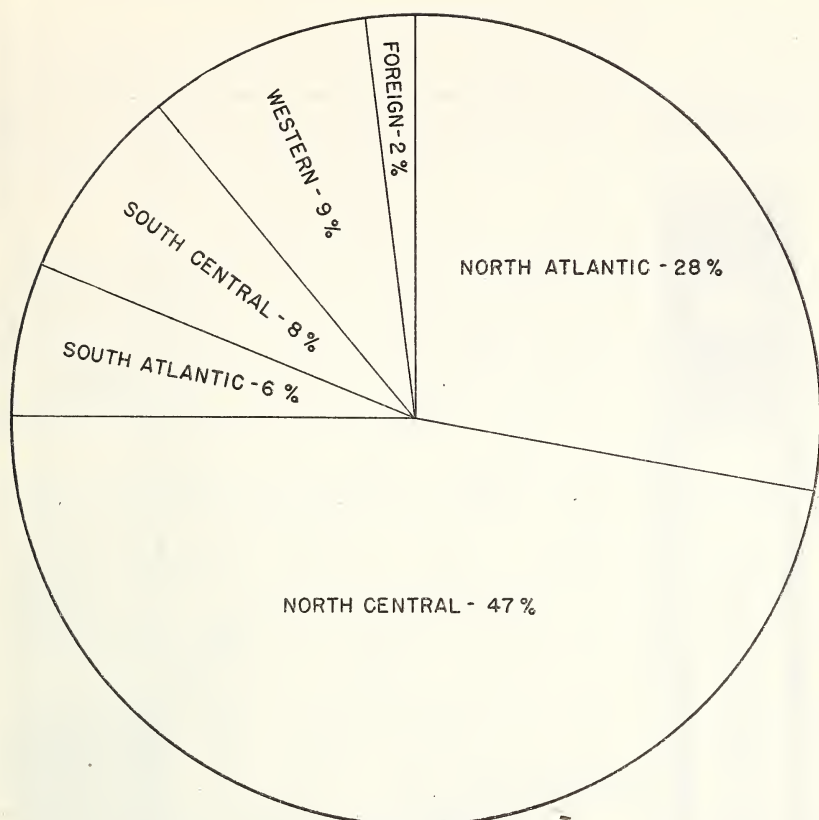 FOREIGN-2%
WESTERN - 9%
SOUTH CENTRAL - 8%
SOUTH ATLANTIC - 6 %
NORTH ATLANTIC - 28%
NORTH CENTRAL - 47%